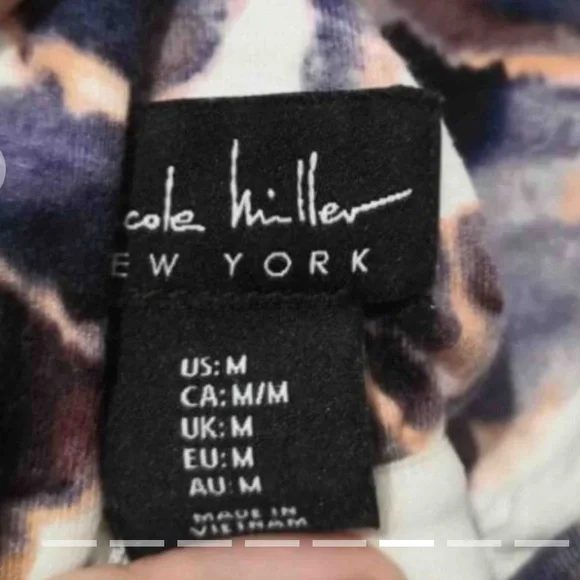 cole Miller
EW YORK
US: M
CA: M/M
UK: M
EU: M
AU: M
MADE IN
VIETNAM